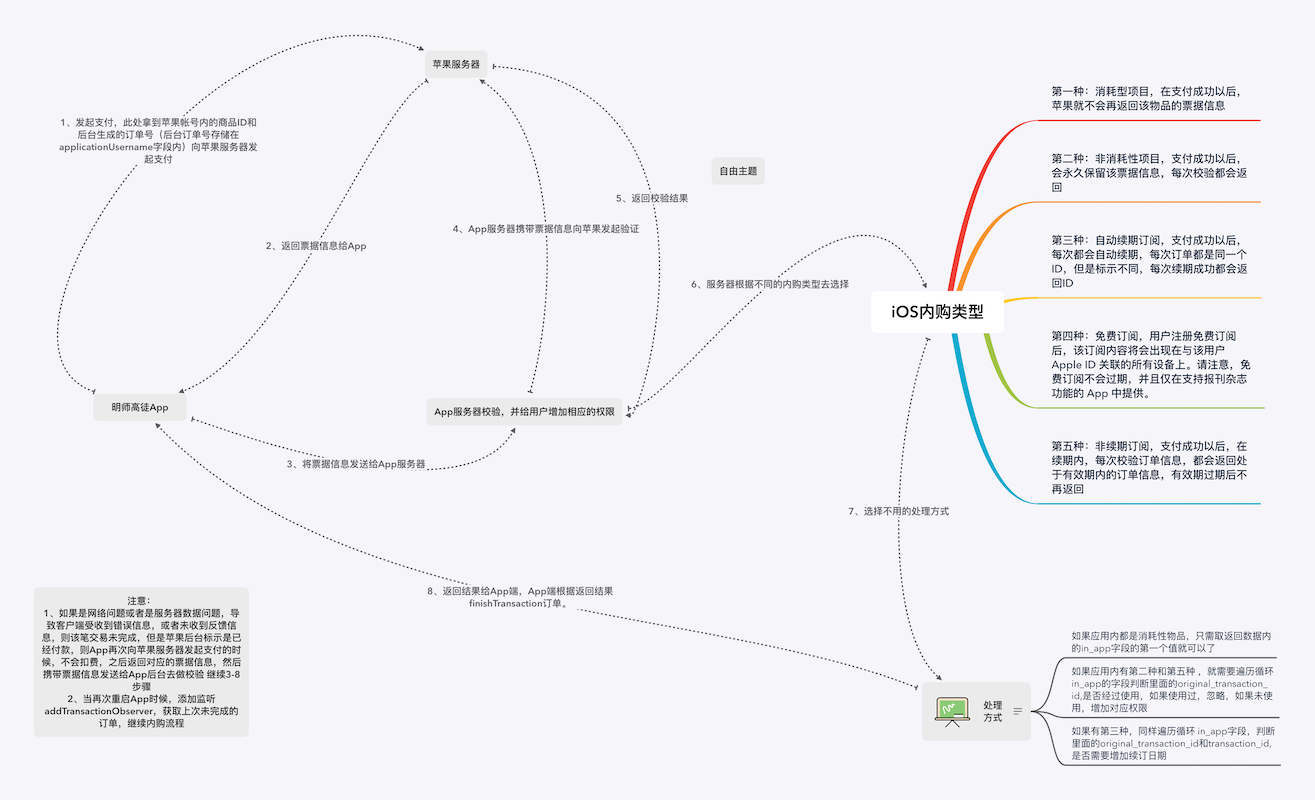 苹果服务器
1、发起支付，此处拿到苹果帐号内的商品ID和
后台生成的订单号（后台订单号存储在
applicationUsername字段内）向苹果服务器发
起支付
2、返回票据信息给App
4、App服务器携带票据信息向苹果发起验证
5、返回校验结果
自由主题
6、服务器根据不同的内购类型去选择
明师高徒App
App服务器校验，并给用户增加相应的权限
3、将票据信息发送给App服务器
iOS内购类型
第一种：消耗型项目，在支付成功以后，
苹果就不会再返回该物品的票据信息
第二种：非消耗性项目，支付成功以后，
会永久保留该票据信息，每次校验都会返
回
第三种：自动续期订阅，支付成功以后，
每次都会自动续期，每次订单都是同一个
ID，但是标示不同，每次续期成功都会返
回ID
第四种：免费订阅，用户注册免费订阅
后，该订阅内容将会出现在与该用户
Apple ID 关联的所有设备上。请注意，免
费订阅不会过期，并且仅在支持报刊杂志
功能的 App 中提供。
第五种：非续期订阅，支付成功以后，在
续期内，每次校验订单信息，都会返回处
于有效期内的订单信息，有效期过期后不
再返回
7、选择不用的处理方式
8、返回结果给App端，App端根据返回结果
finishTransaction订单。
注意：
1、如果是网络问题或者是服务器数据问题，导
致客户端受收到错误信息，或者未收到反馈信
息，则该笔交易未完成，但是苹果后台标示是已
经付款，则App再次向苹果服务器发起支付的时
候，不会扣费，之后返回对应的票据信息，然后
携带票据信息发送给App后台去做校验 继续3-8
步骤
2、当再次重启App时候，添加监听
addTransactionObserver，获取上次未完成的
订单，继续内购流程
处理
方式
如果应用内都是消耗性物品，只需取返回数据内
的in_app字段的第一个值就可以了
如果应用内有第二种和第五种 ，就需要遍历循环
in_app的字段判断里面的original_transaction_
id,是否经过使用，如果使用过，忽略，如果未使
用，增加对应权限
如果有第三种，同样遍历循环 in_app字段，判断
里面的original_transaction_id和transaction_id,
是否需要增加续订日期